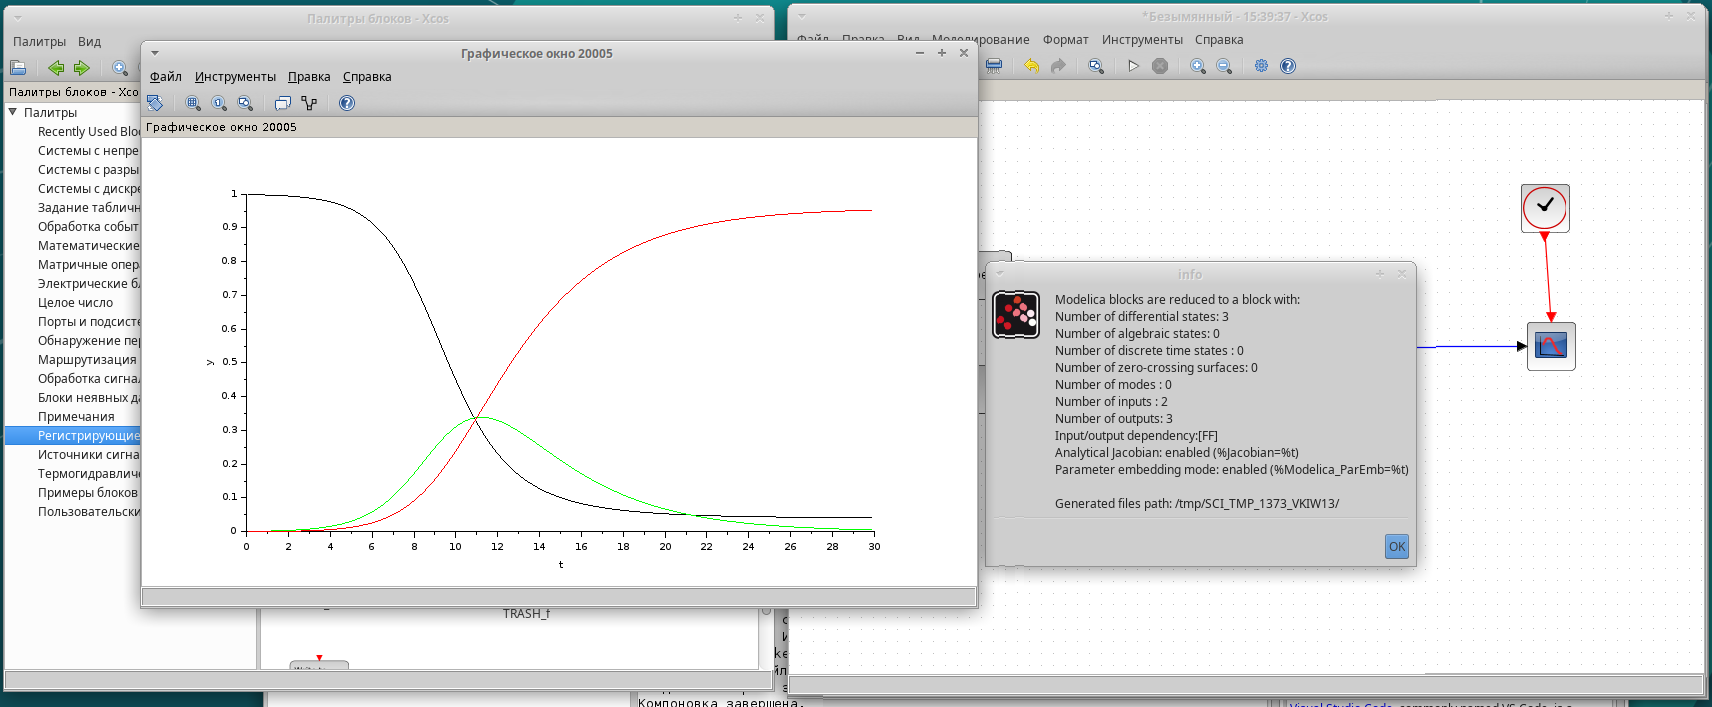 Палитры блоков - Xcos
Палитры Вид
Палитры блоков - Xco
Палитры
Recently Used Blo
Системы с непре
Системы с разры
Системы с дискре
Задание табличн
Обработка событ
Математические
Матричные опер
Электрические б
Целое число
Порты и подсисте
Обнаружение пер
Маршрутизация
Обработка сигна
Блоки неявных д
Примечания
Регистрирующие
Источники сигна
Термогидравличе
Примеры блоков
Пользовательски
TRASH_f
Графическое окно 20005
Файл Инструменты Правка Справка
Графическое окно 20005
1
0.9
0.8
0.7
0.6
0.5
0.4
0.3
0.2
0.1
0
y
0 2 4 6 8 10 12 14 16 18 20 22 24 26 28 30
t
*Безымянный - 15:39:37 - Xcos
Файл Правка Вид Моделирование Формат Инструменты Справка
info
Modelica blocks are reduced to a block with:
Number of differential states: 3
Number of algebraic states: 0
Number of discrete time states : 0
Number of zero-crossing surfaces: 0
Number of modes : 0
Number of inputs : 2
Number of outputs: 3
Input/output dependency:[FF]
Analytical Jacobian: enabled (%Jacobian=%t)
Parameter embedding mode: enabled (%Modelica_ParEmb=%t)
Generated files path: /tmp/SCI_TMP_1373_VKIW13/
OK
Компоновка завершена.